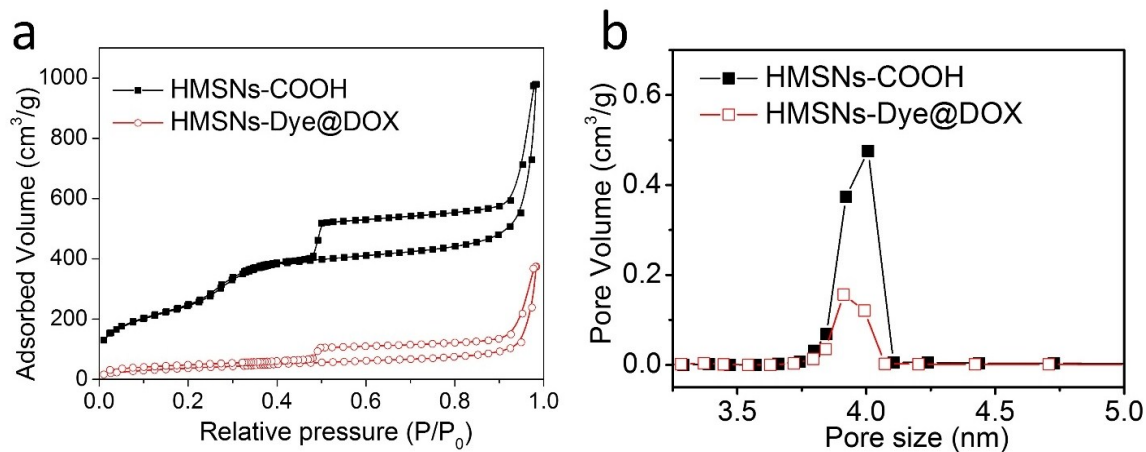 a
1000
800
600
400
200
0
Adsorbed Volume (cm³/g)
HMSNs-COOH
HMSNs-Dye@DOX
0.0 0.2 0.4 0.6 0.8 1.0
Relative pressure (P/P₀)
b
0.6
0.4
0.2
0.0
Pore Volume (cm³/g)
HMSNs-COOH
HMSNs-Dye@DOX
3.5 4.0 4.5 5.0
Pore size (nm)